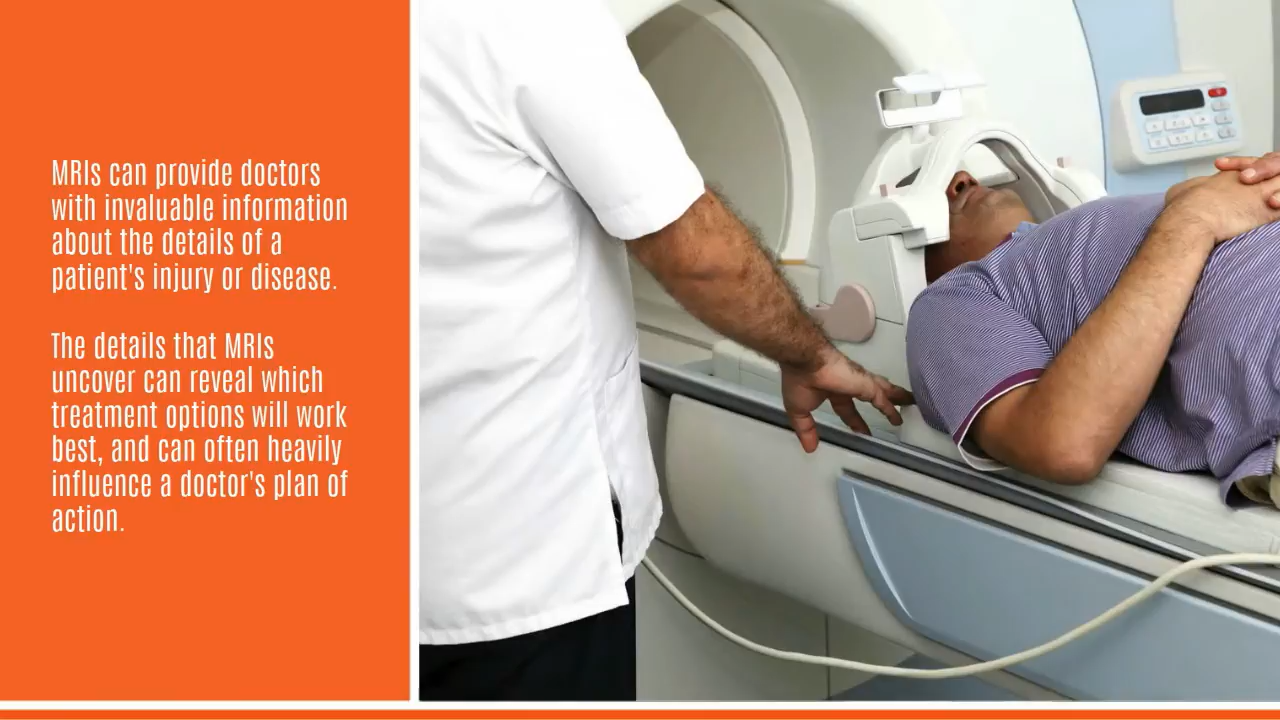 MRIs can provide doctors
with invaluable information
about the details of a
patient's injury or disease.
The details that MRIs
uncover can reveal which
treatment options will work
best, and can often heavily
influence a doctor's plan of
action.